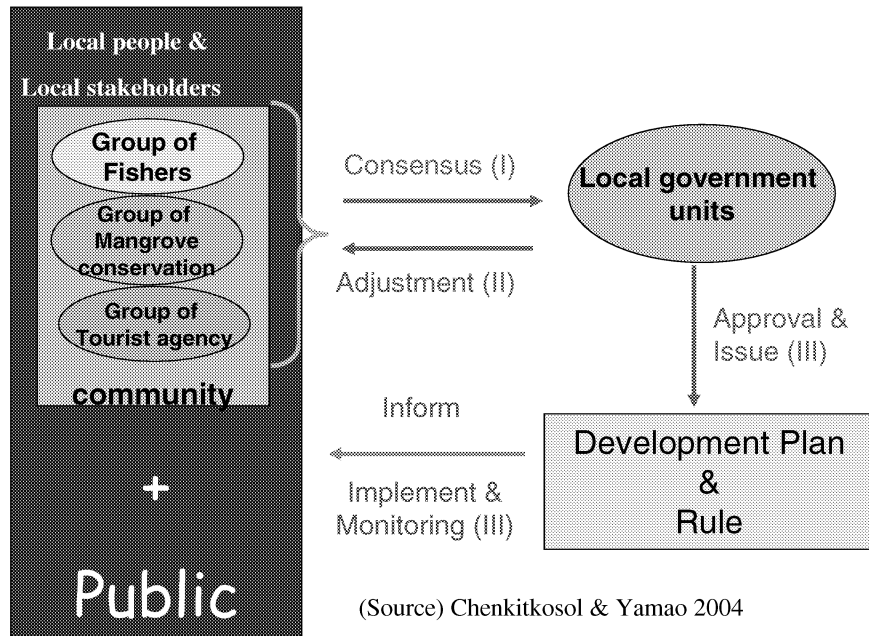 Local people &
Local stakeholders
Group of
Fishers
Group of
Mangrove
conservation
Group of
Tourist agency
community
+
Public
Consensus (I)
Adjustment (II)
Local government
units
Approval &
Issue (III)
Inform
Implement &
Monitoring (III)
Development Plan
&
Rule
(Source) Chenkitkosol & Yamao 2004